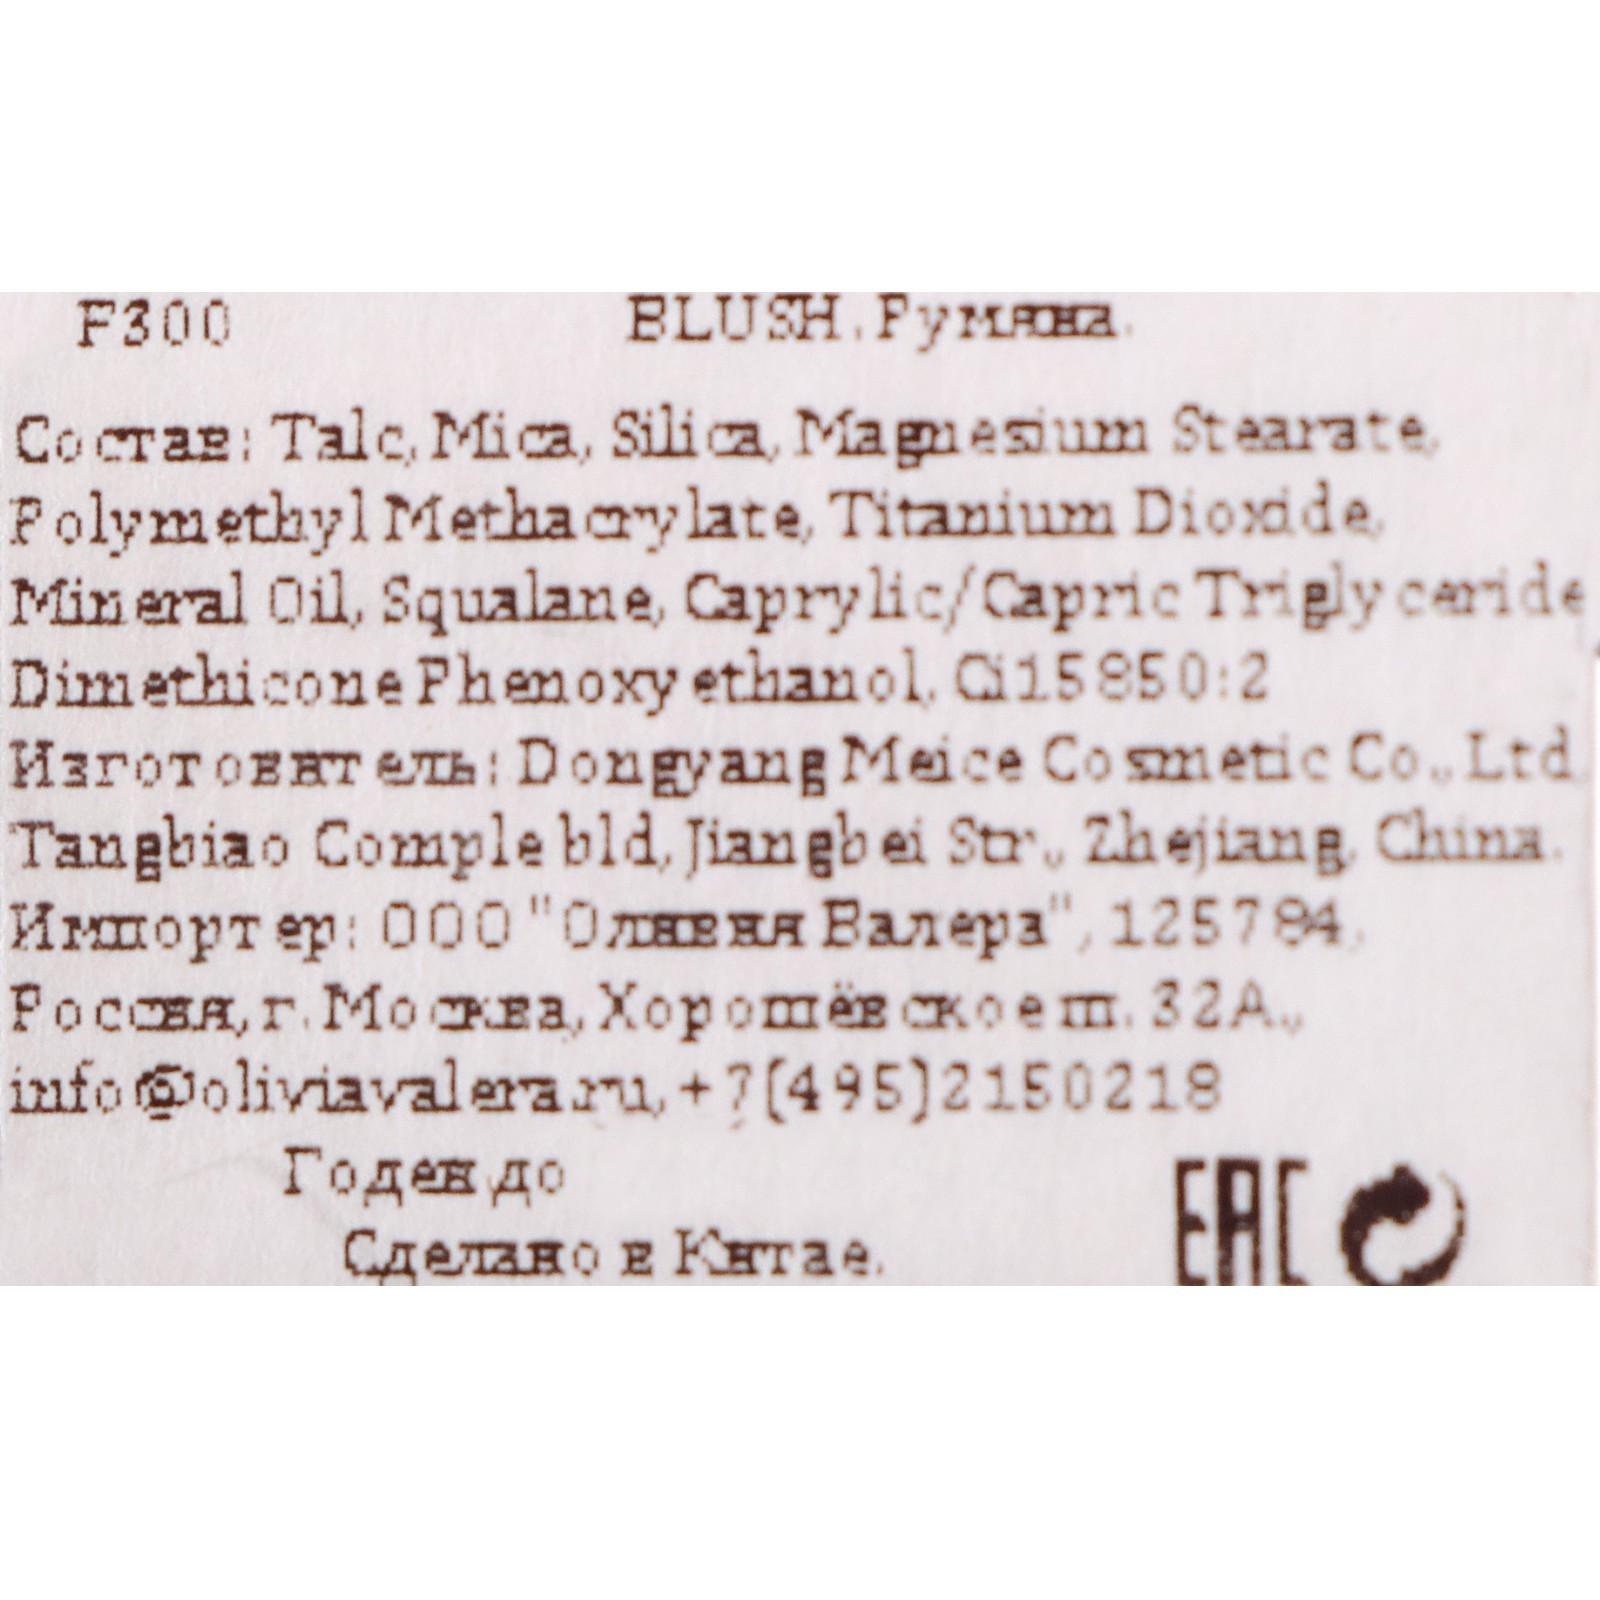 F300 BLUSH. Румяна.
Состав: Talc, Mica, Silica, Magnesium Stearate,
Polymethyl Methacrylate, Titanium Dioxide,
Mineral Oil, Squalane, Caprylic/Capric Triglyceride
Dimethicone Phenoxyethanol, Ci15850:2
Изготовитель: Dongyang Meice Cosmetic Co., Ltd
Tangbiao Comple bld, Jiangbei Str., Zhejiang, China.
Импортер: ООО "Оливия Валера", 125784,
Россия, г. Москва, Хорошёвское ш. 32А.,
info@oliviavalera.ru, +7(495)2150218
Годен до
Сделано в Китае.
EAC